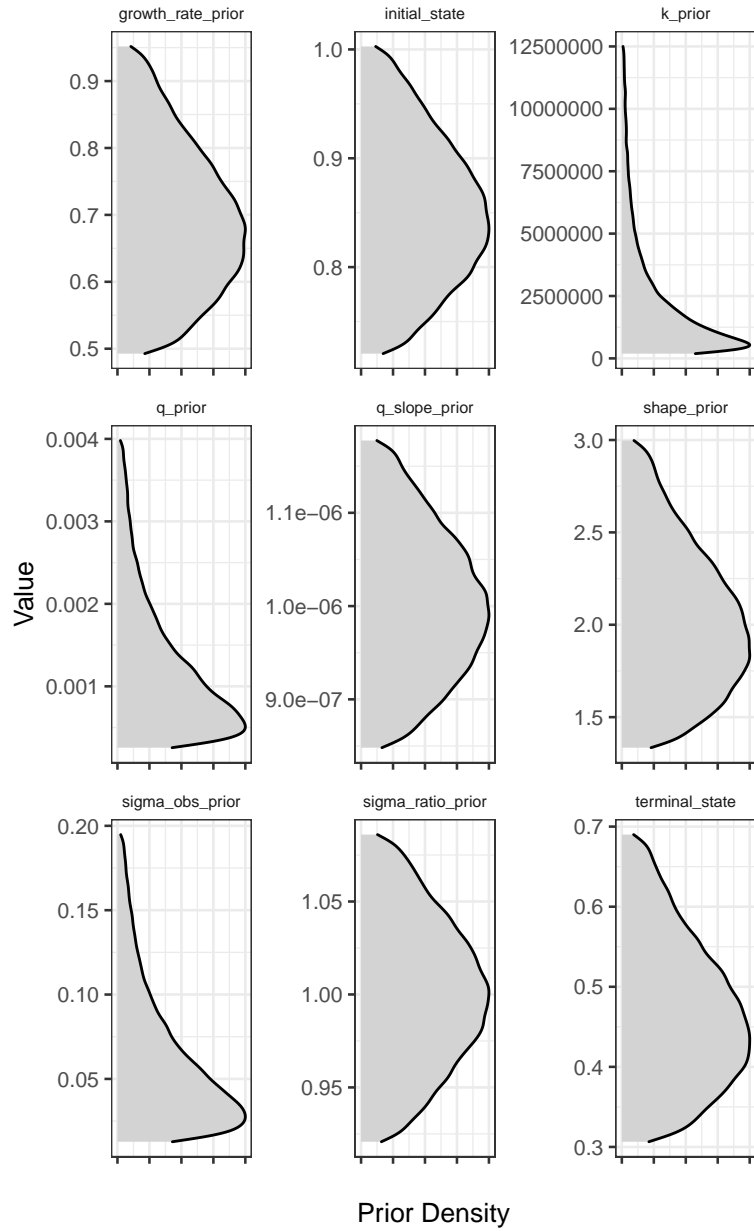 growth_rate_prior
initial_state
k_prior
0.9
0.8
0.7
0.6
0.5
1.0
0.9
0.8
12500000
10000000
7500000
5000000
2500000
0
q_prior
q_slope_prior
shape_prior
0.004
0.003
0.002
0.001
1.1e−06
1.0e−06
9.0e−07
3.0
2.5
2.0
1.5
sigma_obs_prior
sigma_ratio_prior
terminal_state
0.20
0.15
0.10
0.05
1.05
1.00
0.95
0.7
0.6
0.5
0.4
0.3
Value
Prior Density